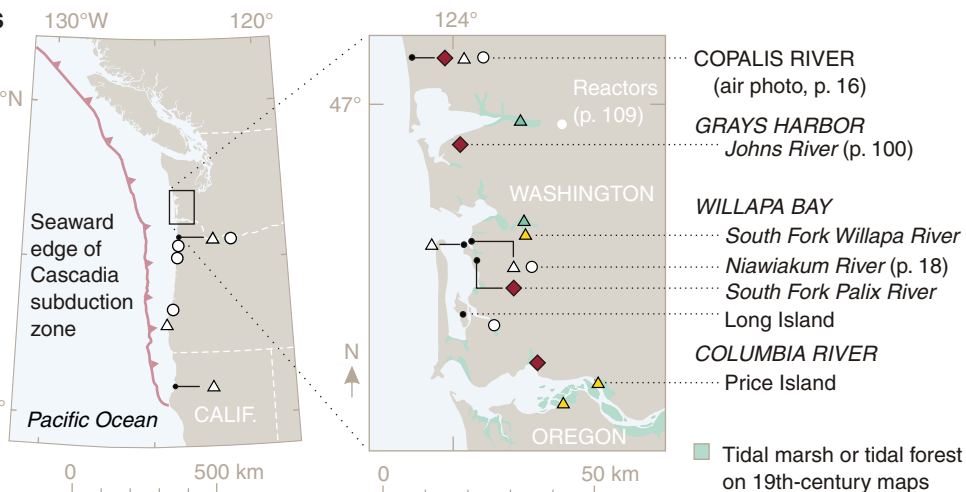 S
130°W
120°
°N
Seaward
edge of
Cascadia
subduction
zone
Pacific Ocean
CALIF.
°
0
500 km
N
124°
47°
Reactors
(p. 109)
WASHINGTON
OREGON
0
50 km
COPALIS RIVER
(air photo, p. 16)
GRAYS HARBOR
Johns River (p. 100)
WILLAPA BAY
South Fork Willapa River
Niawiakum River (p. 18)
South Fork Palix River
Long Island
COLUMBIA RIVER
Price Island
Tidal marsh or tidal forest
on 19th-century maps